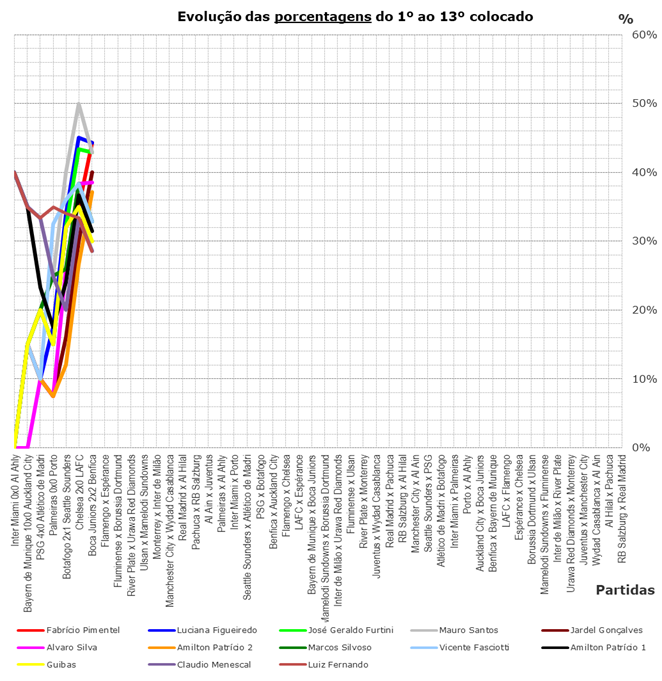 Evolução das porcentagens do 1º ao 13º colocado
%
60%
50%
40%
30%
20%
10%
0%
Inter Miami 0x0 Al Ahly
Bayern de Munique 10x0 Auckland City
PSG 4x0 Atlético de Madri
Palmeiras 0x0 Porto
Botafogo 2x1 Seattle Sounders
Chelsea 2x0 LAFC
Boca Juniors 2x2 Benfica
Flamengo x Espérance
Fluminense x Borussia Dortmund
River Plate x Urawa Red Diamonds
Ulsan x Mamelodi Sundowns
Monterrey x Inter de Milão
Manchester City x Wydad Casablanca
Real Madrid x Al Hilal
Pachuca x RB Salzburg
Al Ain x Juventus
Palmeiras x Al Ahly
Inter Miami x Porto
Seattle Sounders x Atlético de Madri
PSG x Botafogo
Benfica x Auckland City
Flamengo x Chelsea
LAFC x Espérance
Bayern de Munique x Boca Juniors
Mamelodi Sundowns x Borussia Dortmund
Inter de Milão x Urawa Red Diamonds
Fluminense x Ulsan
River Plate x Monterrey
Juventus x Wydad Casablanca
Real Madrid x Pachuca
RB Salzburg x Al Hilal
Manchester City x Al Ain
Seattle Sounders x PSG
Atlético de Madri x Botafogo
Inter Miami x Palmeiras
Porto x Al Ahly
Auckland City x Boca Juniors
Benfica x Bayern de Munique
LAFC x Flamengo
Esperance x Chelsea
Borussia Dortmund x Ulsan
Mamelodi Sundowns x Fluminense
Inter de Milão x River Plate
Urawa Red Diamonds x Monterrey
Juventus x Manchester City
Wydad Casablanca x Al Ain
Al Hilal x Pachuca
RB Salzburg x Real Madrid
Partidas
Fabrício Pimentel
Luciana Figueiredo
José Geraldo Furtini
Mauro Santos
Jardel Gonçalves
Alvaro Silva
Amilton Patrício 2
Marcos Silvoso
Vicente Fasciotti
Amilton Patrício 1
Guibas
Claudio Menescal
Luiz Fernando